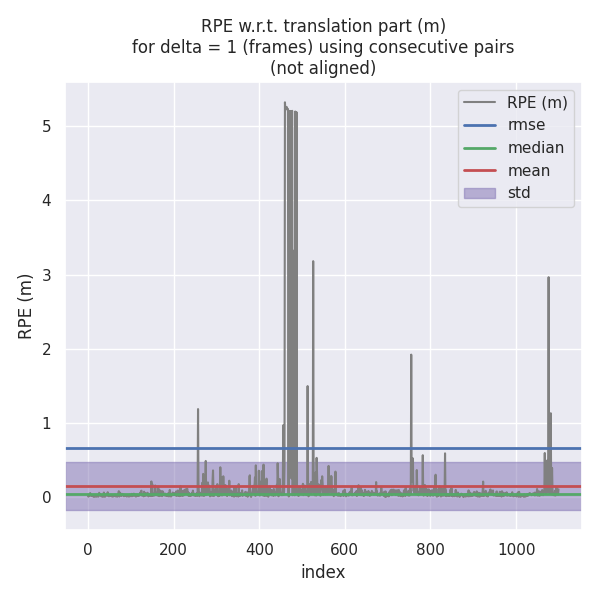 RPE w.r.t. translation part (m)
for delta = 1 (frames) using consecutive pairs
(not aligned)
RPE (m)
rmse
median
mean
std
RPE (m)
5
4
3
2
1
0
0 200 400 600 800 1000
index